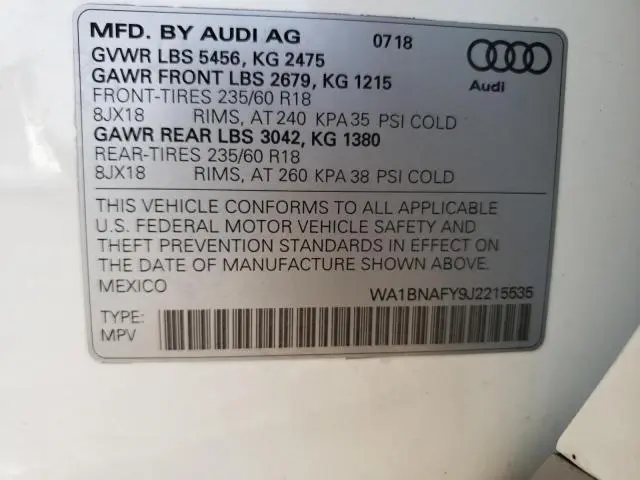 MFD. BY AUDI AG 07/18
GVWR LBS 5456, KG 2475
GAWR FRONT LBS 2679, KG 1215
FRONT-TIRES 235/60 R18
8JX18 RIMS, AT 240 KPA 35 PSI COLD
GAWR REAR LBS 3042, KG 1380
REAR-TIRES 235/60 R18
8JX18 RIMS, AT 260 KPA 38 PSI COLD
Audi
THIS VEHICLE CONFORMS TO ALL APPLICABLE
U.S. FEDERAL MOTOR VEHICLE SAFETY AND
THEFT PREVENTION STANDARDS IN EFFECT ON
THE DATE OF MANUFACTURE SHOWN ABOVE.
MEXICO WA1BNAFY9J2215535
TYPE:
MPV